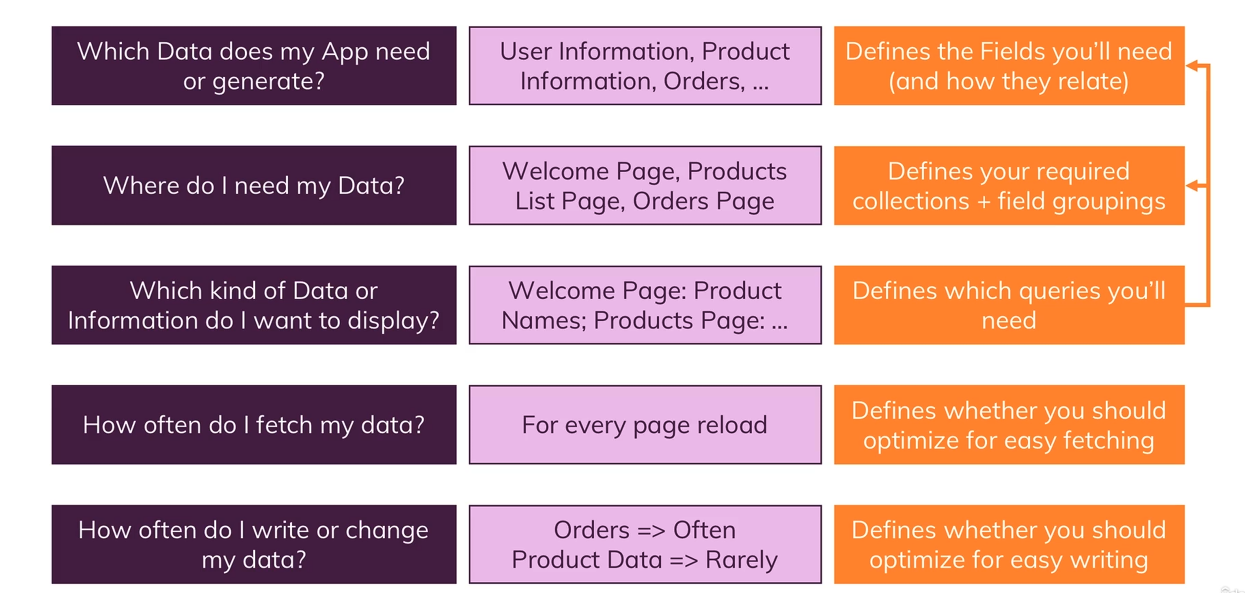 Which Data does my App need
or generate?
User Information, Product
Information, Orders, ...
Defines the Fields you'll need
(and how they relate)
Where do I need my Data?
Welcome Page, Products
List Page, Orders Page
Defines your required
collections + field groupings
Which kind of Data or
Information do I want to display?
Welcome Page: Product
Names; Products Page: ...
Defines which queries you'll
need
How often do I fetch my data?
For every page reload
Defines whether you should
optimize for easy fetching
How often do I write or change
my data?
Orders => Often
Product Data => Rarely
Defines whether you should
optimize for easy writing